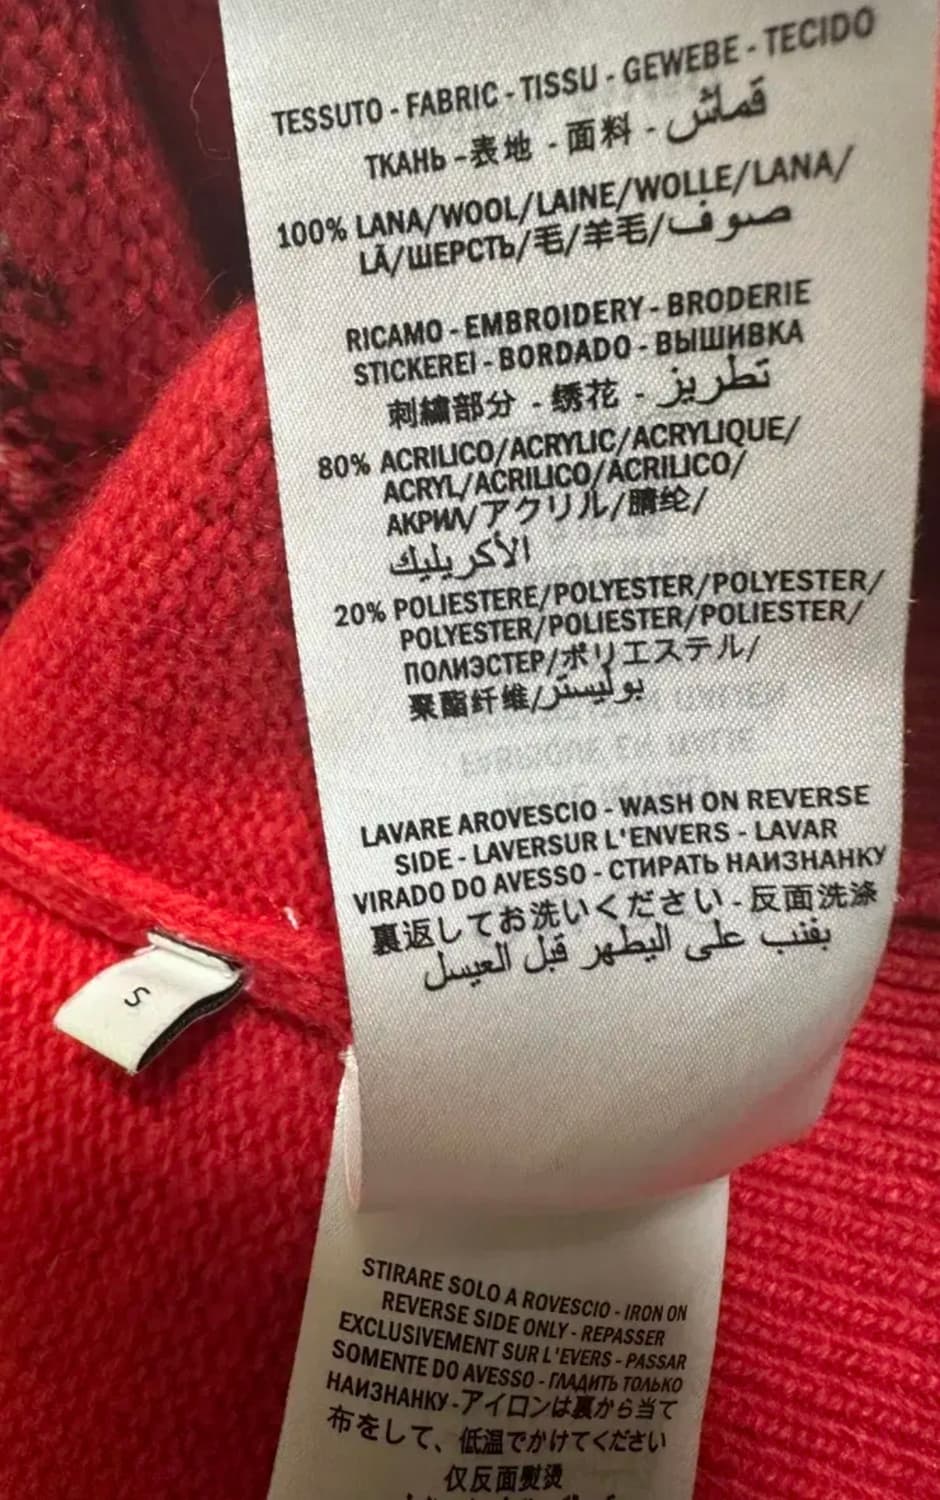 TESSUTO - FABRIC - TISSU - GEWEBE - TECIDO
ТКАНЬ - 表地 - 面料 - قماش
100% LANA/WOOL/LAINE/WOLLE/LANA/
LÃ/ШЕРСТЬ/毛/羊毛/صوف
RICAMO - EMBROIDERY - BRODERIE
STICKEREI - BORDADO - ВЫШИВКА
刺繍部分 - 绣花 - تطريز
80% ACRILICO/ACRYLIC/ACRYLIQUE/
ACRYL/ACRILICO/ACRILICO/
АКРИЛ/アクリル/腈纶/
الأكريليك
20% POLIESTERE/POLYESTER/POLYESTER/
POLYESTER/POLIESTER/POLIESTER/
ПОЛИЭСТЕР/ポリエステル/
聚酯纤维/بوليستر
LAVARE AROVESCIO - WASH ON REVERSE
SIDE - LAVERSUR L'ENVERS - LAVAR
VIRADO DO AVESSO - СТИРАТЬ НАИЗНАНКУ
裏返してお洗いください - 反面洗涤
يقلب على البطهر قبل العيسل
S
STIRARE SOLO A ROVESCIO - IRON ON
REVERSE SIDE ONLY - REPASSER
EXCLUSIVEMENT SUR L'EVERS - PASSAR
SOMENTE DO AVESSO - ГЛАДИТЬ ТОЛЬКО
НАИЗНАНКУ - アイロンは裏から当て
布をして、低温でかけてください
仅反面熨烫